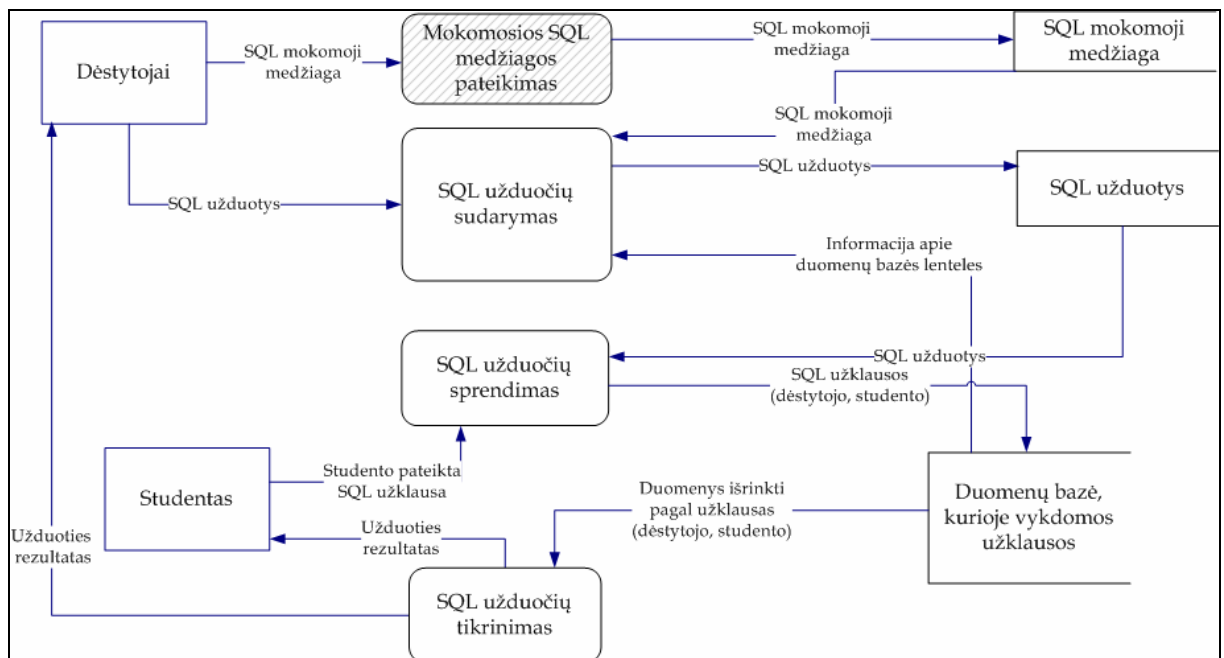 Dėstytojai
SQL mokomoji
medžiaga
Mokomosios SQL
medžiagos
pateikimas
SQL mokomoji
medžiaga
SQL mokomoji
medžiaga
SQL mokomoji
medžiaga
SQL užduotys
SQL užduočių
sudarymas
SQL užduotys
SQL užduotys
Informacija apie
duomenų bazės lenteles
SQL užduočių
sprendimas
SQL užduotys
SQL užklausos
(dėstytojo, studento)
Studentas
Studento pateikta
SQL užklausa
Duomenys išrinkti
pagal užklausas
(dėstytojo, studento)
Duomenų bazė,
kurioje vykdomos
užklausos
Užduoties
rezultatas
Užduoties
rezultatas
SQL užduočių
tikrinimas